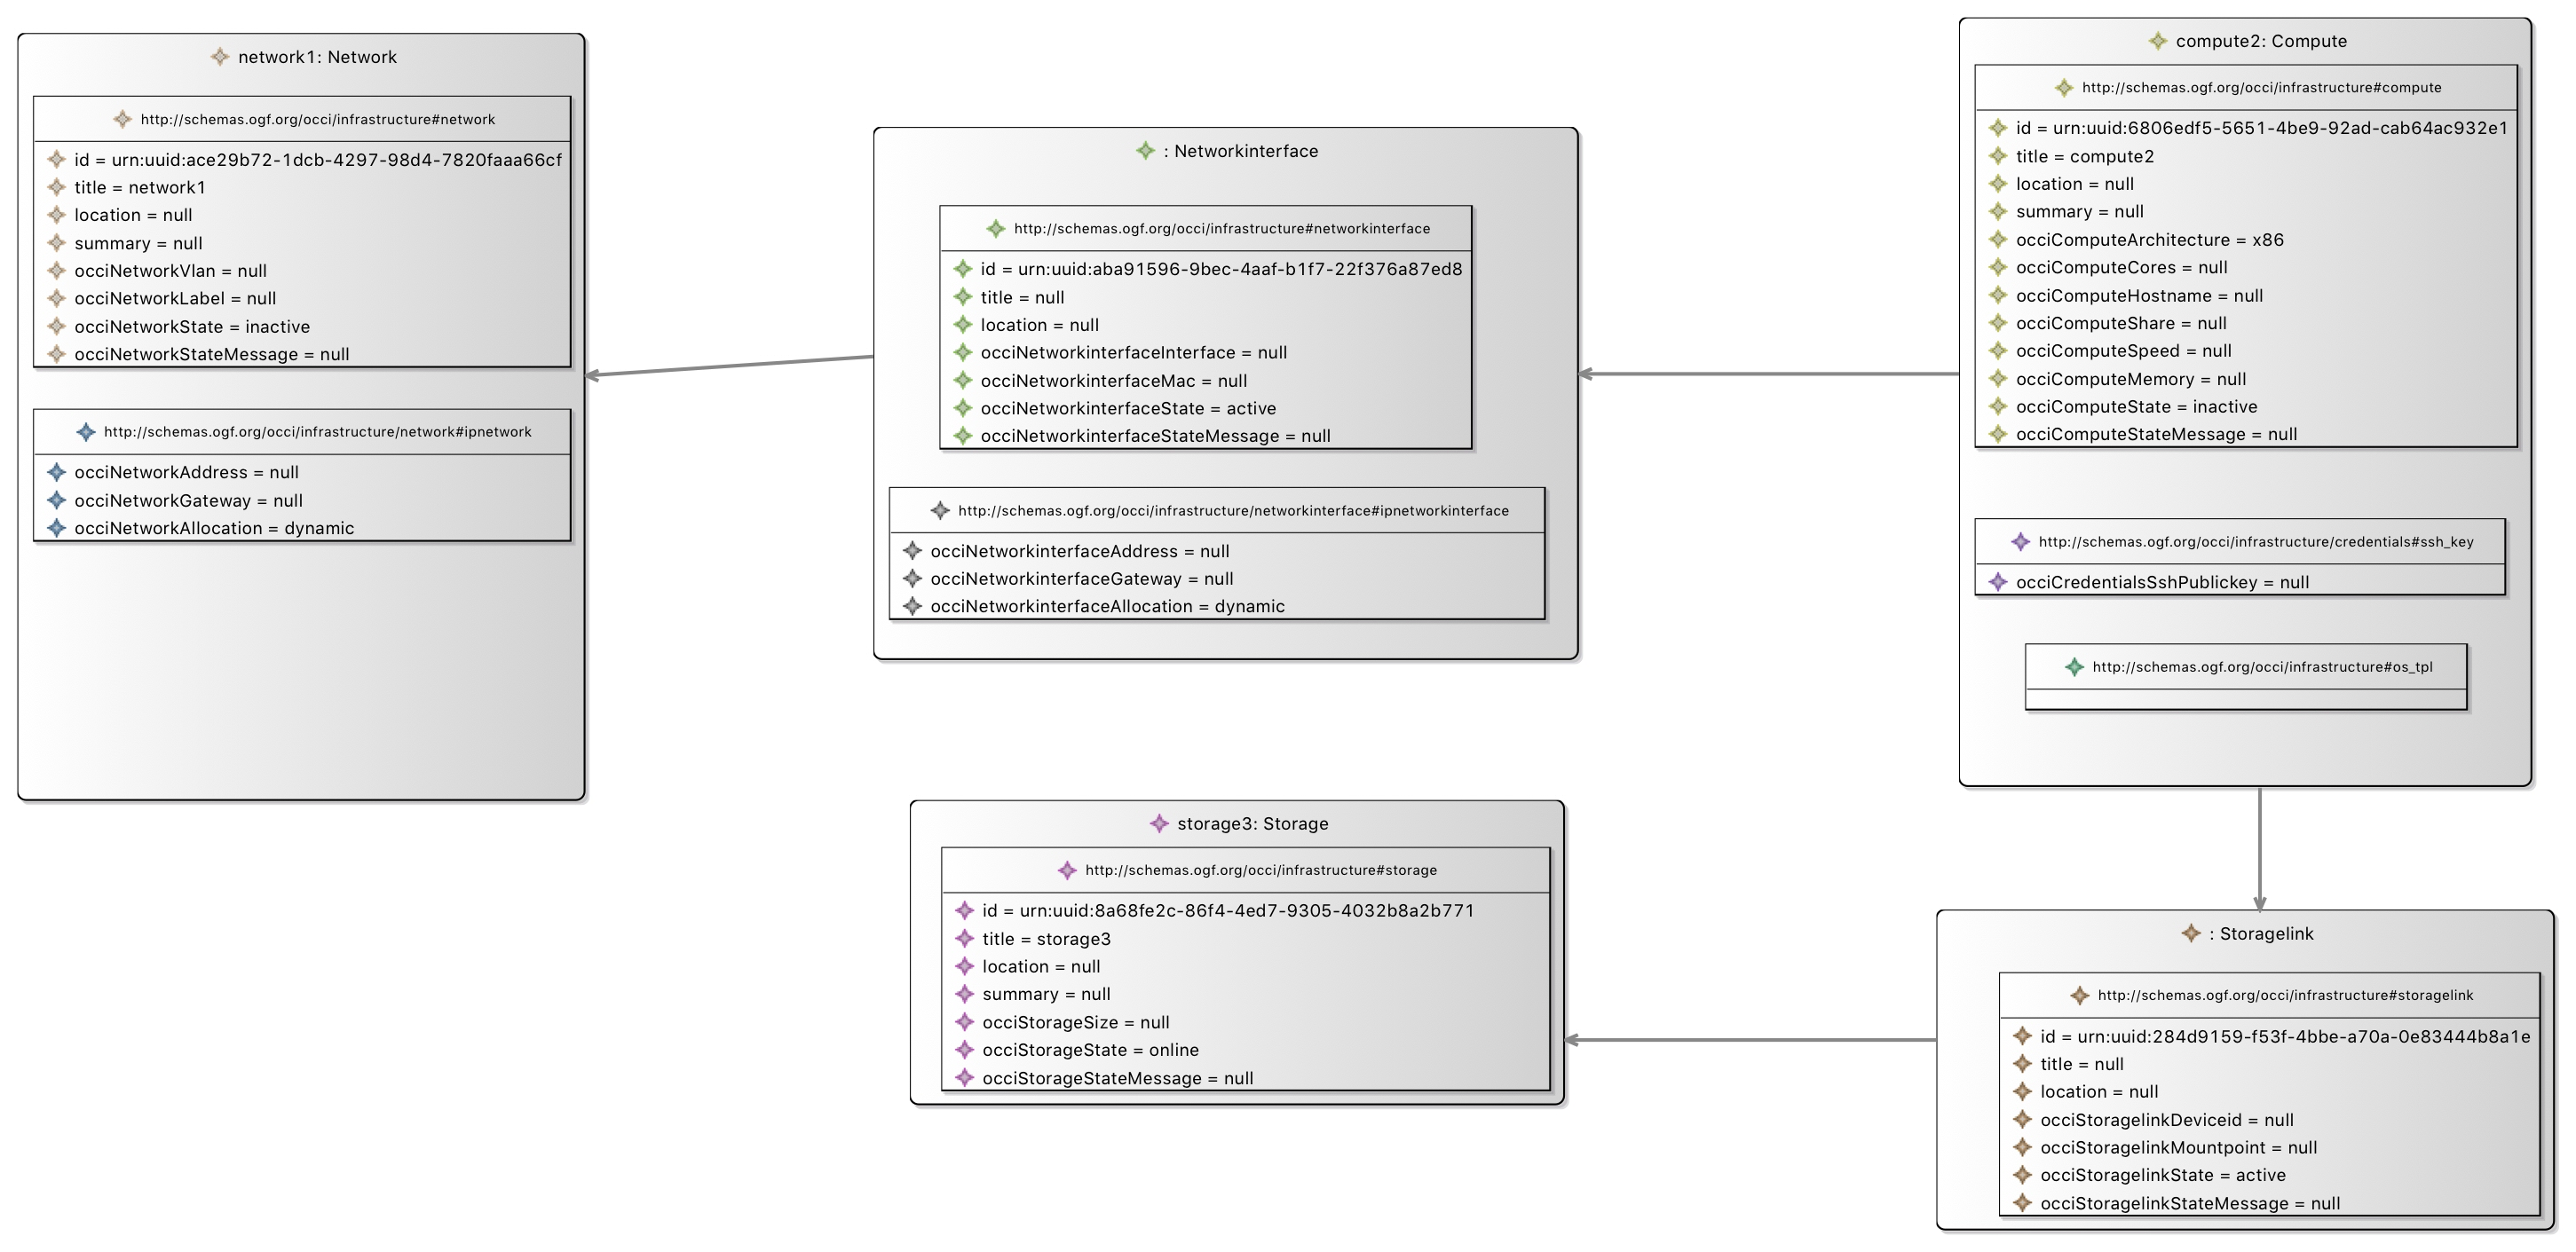 network1: Network
http://schemas.ogf.org/occi/infrastructure#network
id = urn:uuid:ace29b72-1dcb-4297-98d4-7820faaa66cf
title = network1
location = null
summary = null
occiNetworkVlan = null
occiNetworkLabel = null
occiNetworkState = inactive
occiNetworkStateMessage = null
http://schemas.ogf.org/occi/infrastructure/network#ipnetwork
occiNetworkAddress = null
occiNetworkGateway = null
occiNetworkAllocation = dynamic
: Networkinterface
http://schemas.ogf.org/occi/infrastructure#networkinterface
id = urn:uuid:aba91596-9bec-4aaf-b1f7-22f376a87ed8
title = null
location = null
occiNetworkinterfaceInterface = null
occiNetworkinterfaceMac = null
occiNetworkinterfaceState = active
occiNetworkinterfaceStateMessage = null
http://schemas.ogf.org/occi/infrastructure/networkinterface#ipnetworkinterface
occiNetworkinterfaceAddress = null
occiNetworkinterfaceGateway = null
occiNetworkinterfaceAllocation = dynamic
compute2: Compute
http://schemas.ogf.org/occi/infrastructure#compute
id = urn:uuid:6806edf5-5651-4be9-92ad-cab64ac932e1
title = compute2
location = null
summary = null
occiComputeArchitecture = x86
occiComputeCores = null
occiComputeHostname = null
occiComputeShare = null
occiComputeSpeed = null
occiComputeMemory = null
occiComputeState = inactive
occiComputeStateMessage = null
http://schemas.ogf.org/occi/infrastructure/credentials#ssh_key
occiCredentialsSshPublickey = null
http://schemas.ogf.org/occi/infrastructure#os_tpl
storage3: Storage
http://schemas.ogf.org/occi/infrastructure#storage
id = urn:uuid:8a68fe2c-86f4-4ed7-9305-4032b8a2b771
title = storage3
location = null
summary = null
occiStorageSize = null
occiStorageState = online
occiStorageStateMessage = null
: Storagelink
http://schemas.ogf.org/occi/infrastructure#storagelink
id = urn:uuid:284d9159-f53f-4bbe-a70a-0e83444b8a1e
title = null
location = null
occiStoragelinkDeviceid = null
occiStoragelinkMountpoint = null
occiStoragelinkState = active
occiStoragelinkStateMessage = null